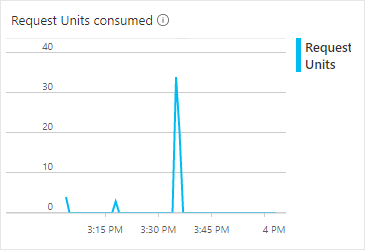 Request Units consumed
40
30
20
10
0
3:15 PM 3:30 PM 3:45 PM 4 PM
Request
Units